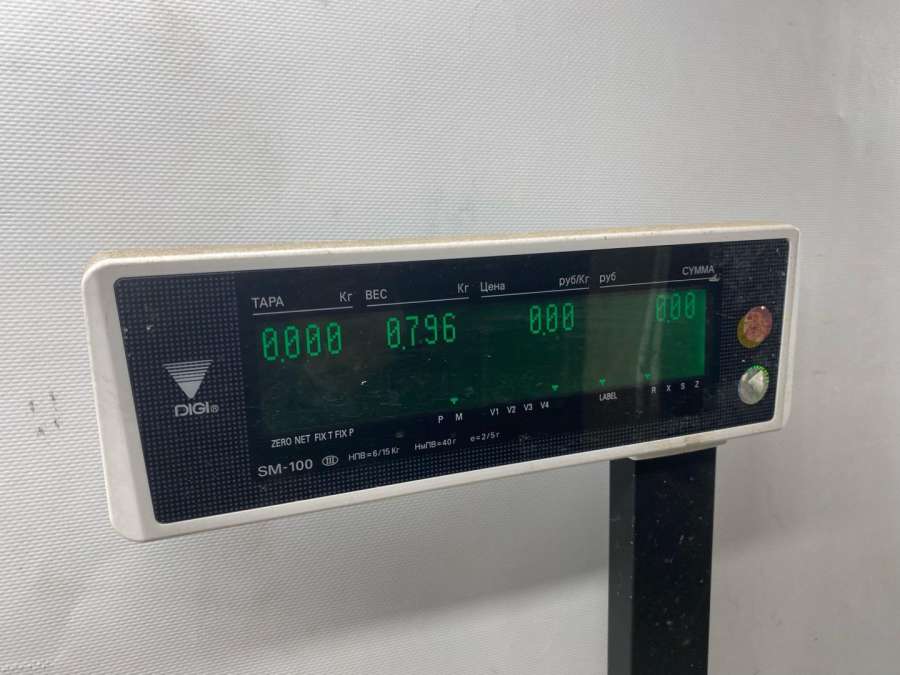 ТАРА Кг ВЕС Кг Цена руб/Кг руб СУММА
0.000 0.796 0.00 0.00
DIGI®
P M V1 V2 V3 V4 LABEL R X S Z
ZERO NET FIX T FIX P
SM-100 III НПВ=6/15 Кг НмПВ=40 г e=2/5 г